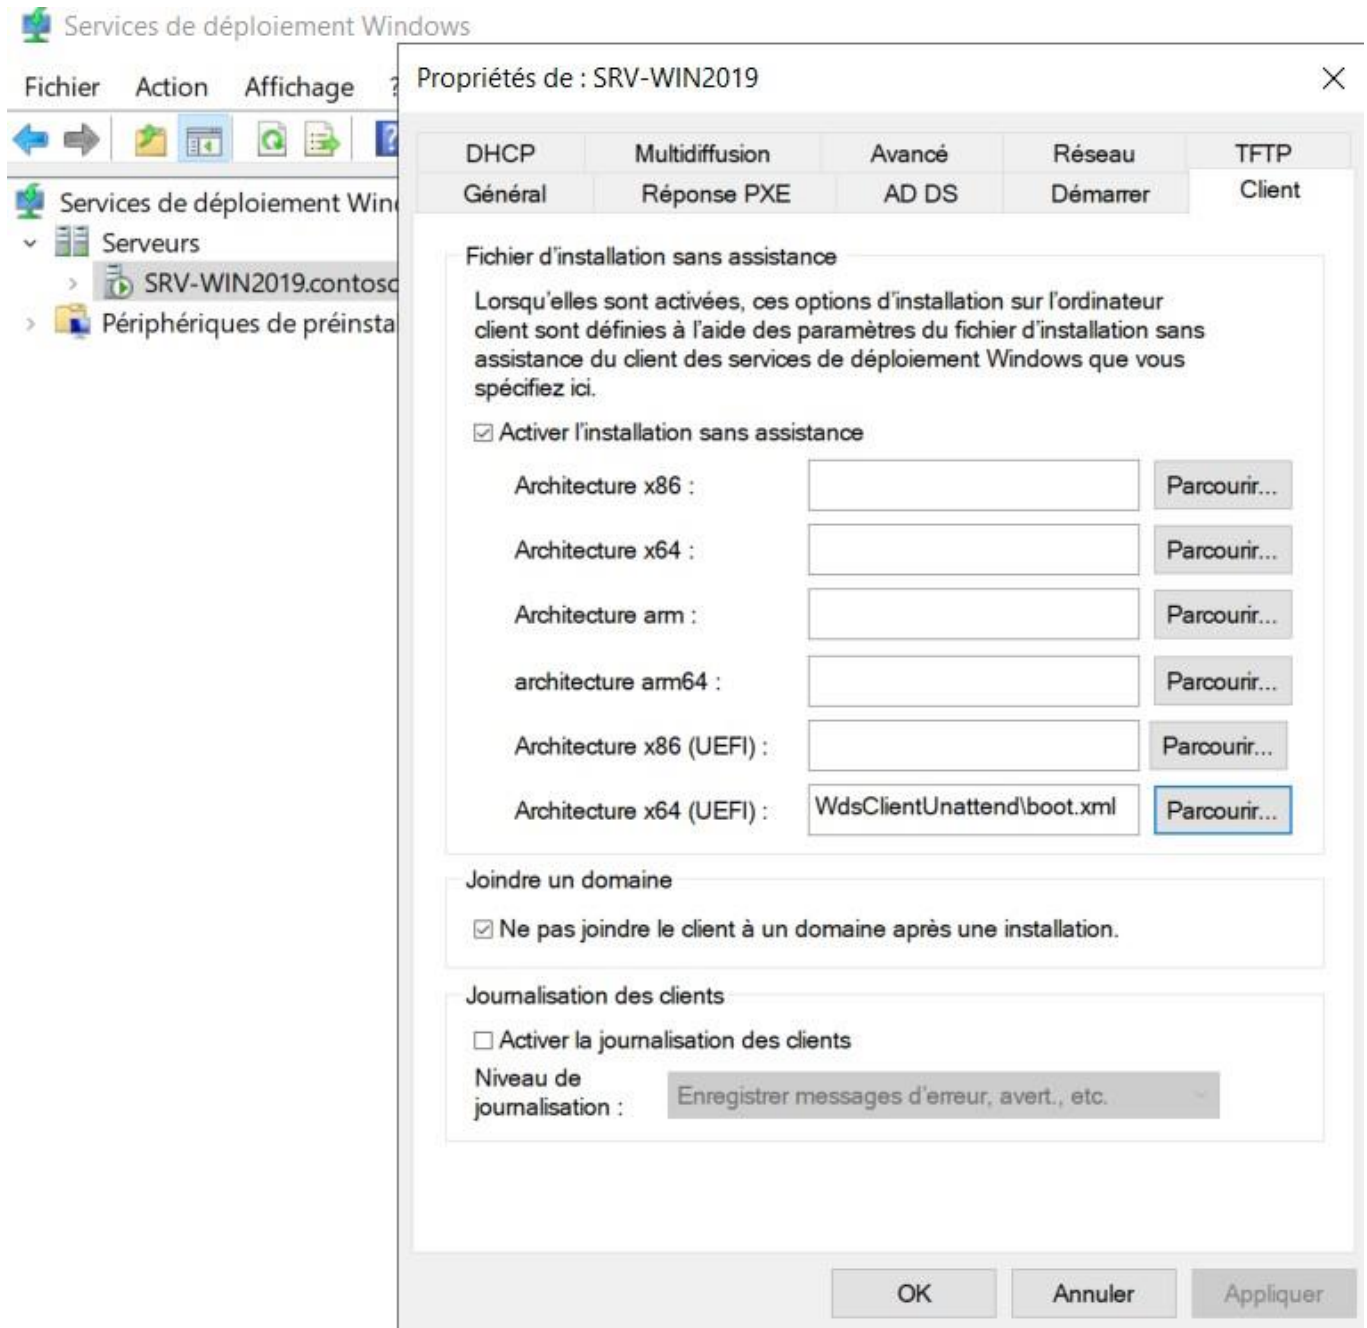 Services de déploiement Windows
Fichier Action Affichage ?
Services de déploiement Win
Serveurs
SRV-WIN2019.contoso
Périphériques de préinsta
Propriétés de : SRV-WIN2019
DHCP Multidiffusion Avancé Réseau TFTP
Général Réponse PXE AD DS Démarrer Client
Fichier d'installation sans assistance
Lorsqu'elles sont activées, ces options d'installation sur l'ordinateur
client sont définies à l'aide des paramètres du fichier d'installation sans
assistance du client des services de déploiement Windows que vous
spécifiez ici.
Activer l'installation sans assistance
Architecture x86 : Parcourir...
Architecture x64 : Parcourir...
Architecture arm : Parcourir...
architecture arm64 : Parcourir...
Architecture x86 (UEFI) : Parcourir...
Architecture x64 (UEFI) : WdsClientUnattend\boot.xml Parcourir...
Joindre un domaine
Ne pas joindre le client à un domaine après une installation.
Journalisation des clients
Activer la journalisation des clients
Niveau de
journalisation : Enregistrer messages d'erreur, avert., etc.
OK Annuler Appliquer